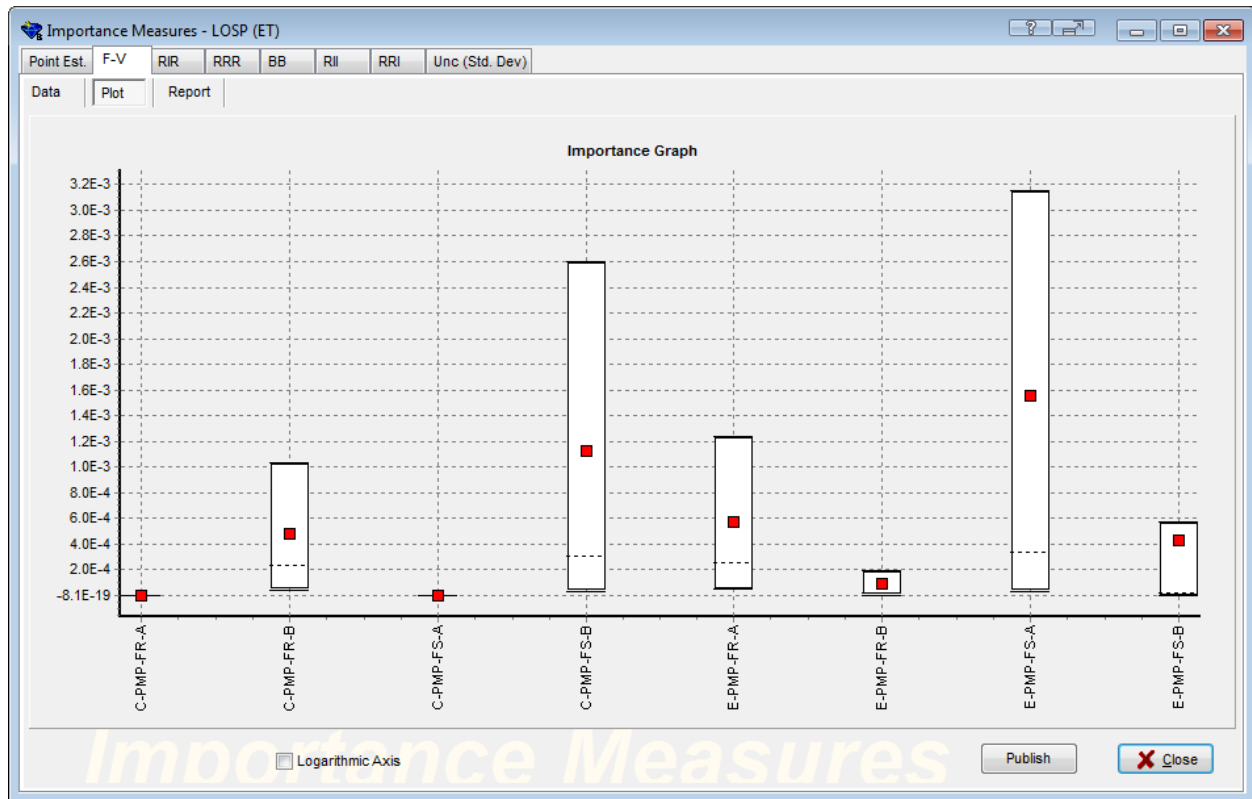 Importance Measures - LOSP (ET)
Point Est. F-V RIR RRR BB RII RRI Unc (Std. Dev)
Data Plot Report
Importance Graph
3.2E-3
3.0E-3
2.8E-3
2.6E-3
2.4E-3
2.2E-3
2.0E-3
1.8E-3
1.6E-3
1.4E-3
1.2E-3
1.0E-3
8.0E-4
6.0E-4
4.0E-4
2.0E-4
-8.1E-19
C-PMP-FR-A
C-PMP-FR-B
C-PMP-FS-A
C-PMP-FS-B
E-PMP-FR-A
E-PMP-FR-B
E-PMP-FS-A
E-PMP-FS-B
Importance Measures
Logarithmic Axis
Publish
Close